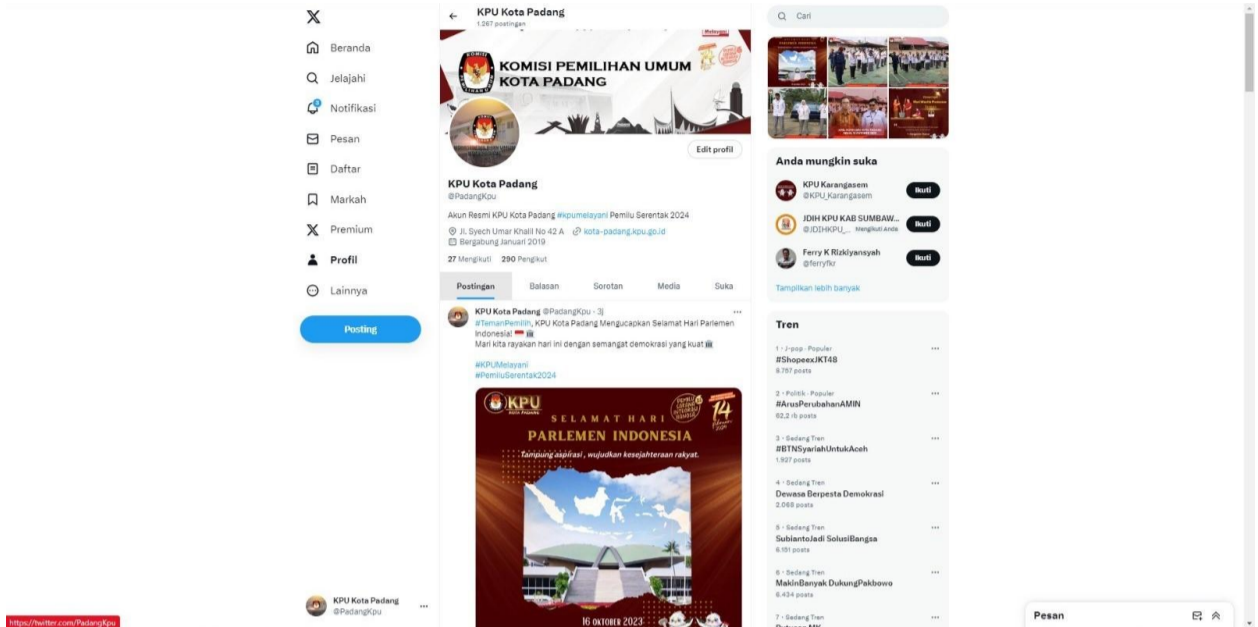 Beranda
Jelajahi
Notifikasi
Pesan
Daftar
Markah
Premium
Profil
Lainnya
Posting
KPU Kota Padang
@PadangKpu
https://twitter.com/PadangKpu
KPU Kota Padang
1.267 postingan
KOMISI PEMILIHAN UMUM
KOTA PADANG
Edit profil
KPU Kota Padang
@PadangKpu
Akun Resmi KPU Kota Padang #kpumelayani Pemilu Serentak 2024
Jl. Syech Umar Khalil No 42 A kota-padang.kpu.go.id
Bergabung Januari 2019
27 Mengikuti 290 Pengikut
Postingan Balasan Sorotan Media Suka
KPU Kota Padang @PadangKpu · 3j
#TemanPemilih, KPU Kota Padang Mengucapkan Selamat Hari Parlemen
Indonesia!
Mari kita rayakan hari ini dengan semangat demokrasi yang kuat
#KPUMelayani
#PemiluSerentak2024
KPU
KOTA PADANG
14
SELAMAT HARI
PARLEMEN INDONESIA
Tampung aspirasi, wujudkan kesejahteraan rakyat.
16 OKTOBER 2023
Cari
Anda mungkin suka
KPU Karangasem
@KPU_Karangasem
Ikuti
JDIH KPU KAB SUMBAW...
@JDIHKPU_... Mengikuti Anda
Ikuti
Ferry K Rizkiyansyah
@ferryfkr
Ikuti
Tampilkan lebih banyak
Tren
1 · J-pop · Populer
#ShopeexJKT48
9.757 posts
2 · Politik · Populer
#ArusPerubahanAMIN
62,2 rb posts
3 · Sedang Tren
#BTNSyariahUntukAceh
1.927 posts
4 · Sedang Tren
Dewasa Berpesta Demokrasi
2.069 posts
5 · Sedang Tren
SubiantoJadi SolusiBangsa
6.151 posts
6 · Sedang Tren
MakinBanyak DukungPakbowo
6.434 posts
7 · Sedang Tren
Pesan